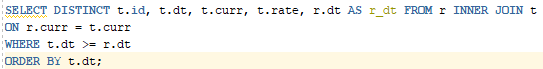 SELECT DISTINCT t.id, t.dt, t.curr, t.rate, r.dt AS r_dt FROM r INNER JOIN t
ON r.curr = t.curr
WHERE t.dt >= r.dt
ORDER BY t.dt;